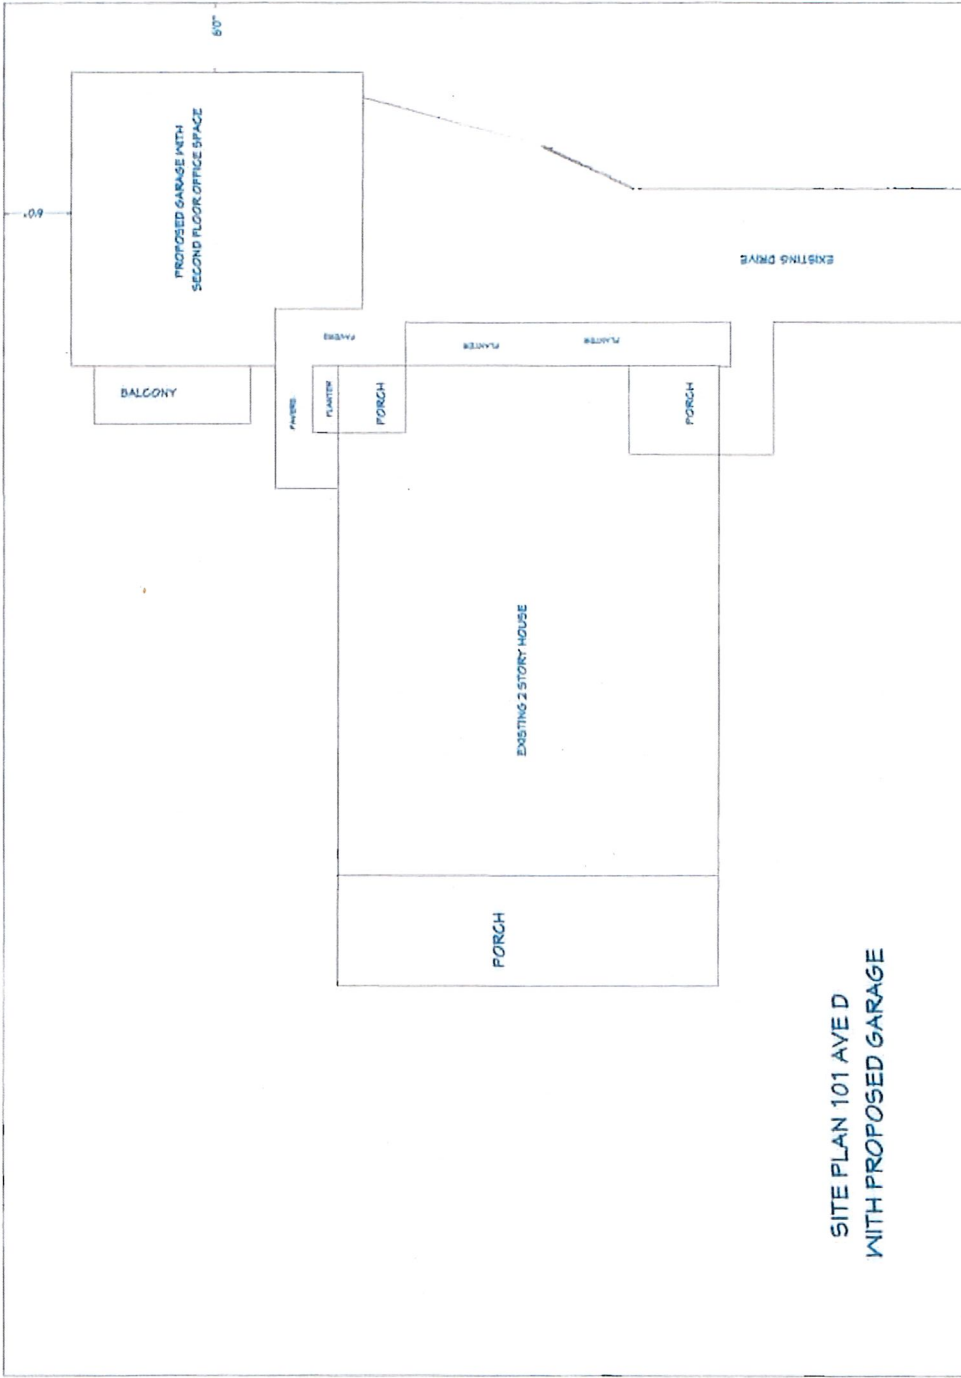 6'0"
6'0"
PROPOSED GARAGE WITH
SECOND FLOOR OFFICE SPACE
BALCONY
PAVERS
PAVERS
PLANTER
PORCH
PLANTER
PLANTER
PORCH
EXISTING DRIVE
EXISTING 2 STORY HOUSE
PORCH
SITE PLAN 101 AVE D
WITH PROPOSED GARAGE